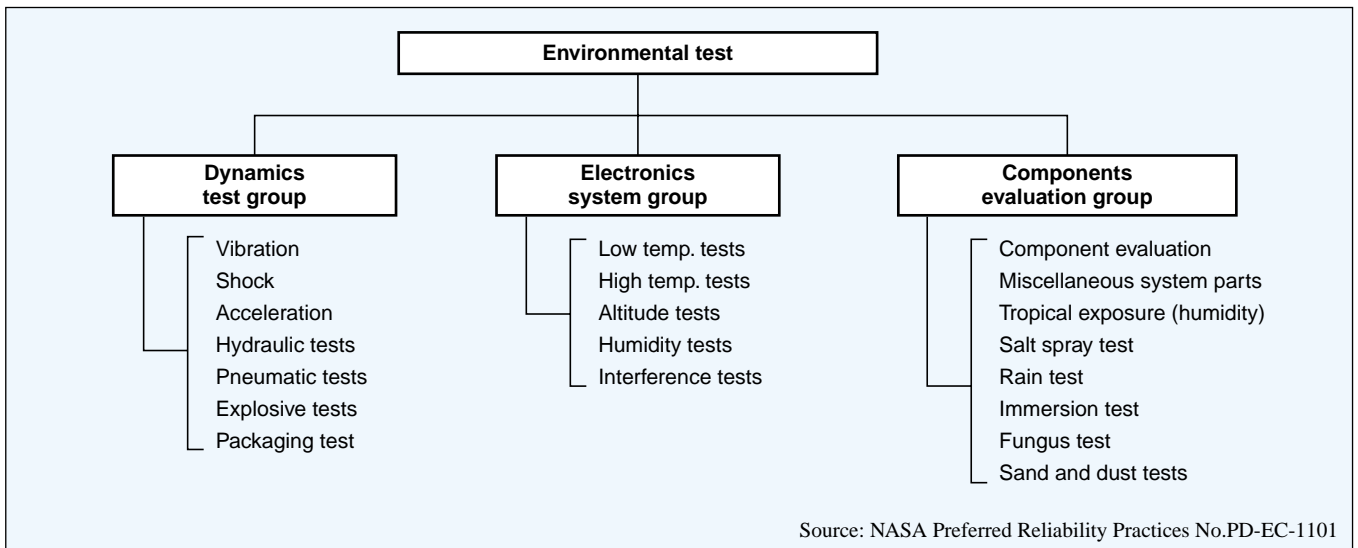 Environmental test
Dynamics
test group
Vibration
Shock
Acceleration
Hydraulic tests
Pneumatic tests
Explosive tests
Packaging test
Electronics
system group
Low temp. tests
High temp. tests
Altitude tests
Humidity tests
Interference tests
Components
evaluation group
Component evaluation
Miscellaneous system parts
Tropical exposure (humidity)
Salt spray test
Rain test
Immersion test
Fungus test
Sand and dust tests
Source: NASA Preferred Reliability Practices No.PD-EC-1101